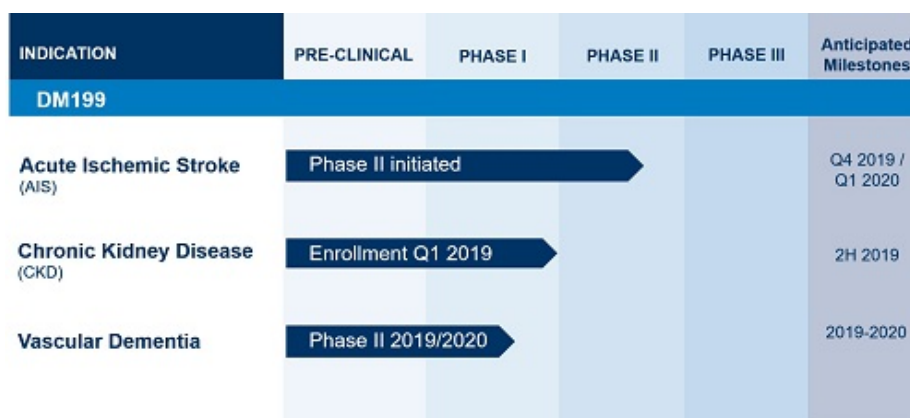 INDICATION PRE-CLINICAL PHASE I PHASE II PHASE III Anticipated
Milestones
DM199
Acute Ischemic Stroke Phase II initiated Q4 2019 /
(AIS) Q1 2020
Chronic Kidney Disease Enrollment Q1 2019 2H 2019
(CKD)
Vascular Dementia Phase II 2019/2020 2019-2020